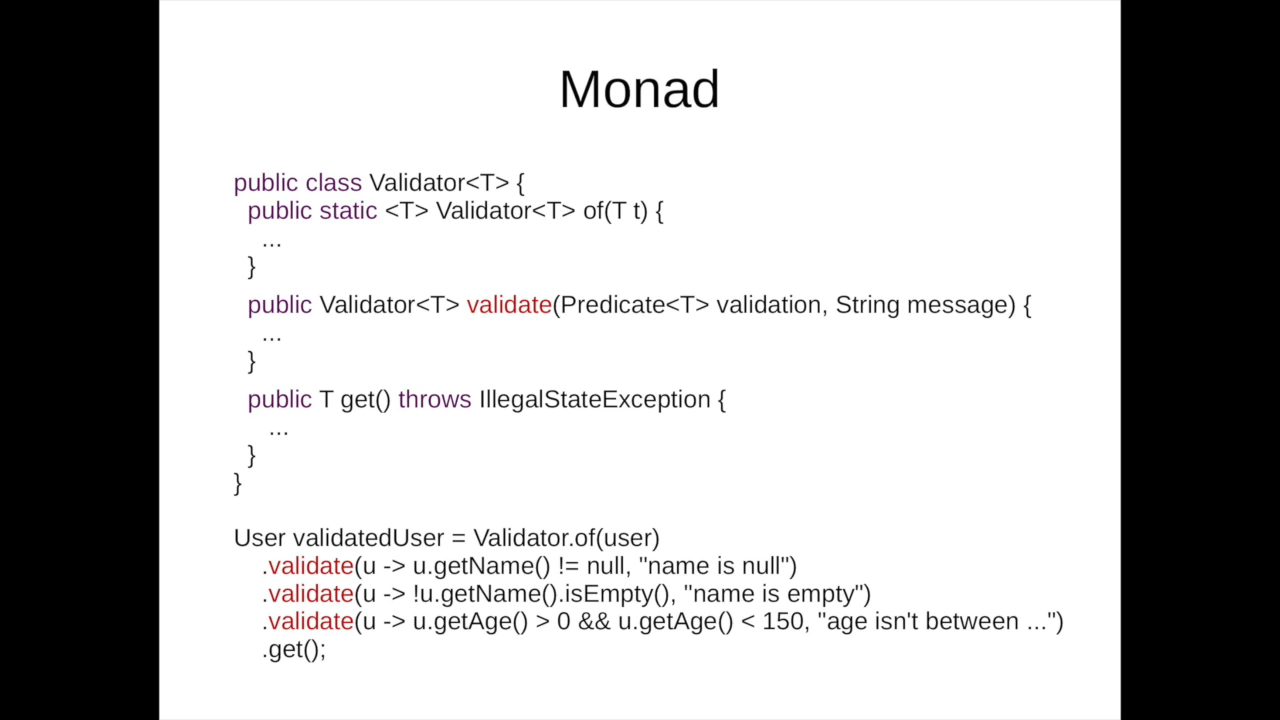 Monad
public class Validator<T> {
public static <T> Validator<T> of(T t) {
...
}
public Validator<T> validate(Predicate<T> validation, String message) {
...
}
public T get() throws IllegalStateException {
...
}
}
User validatedUser = Validator.of(user)
.validate(u -> u.getName() != null, "name is null")
.validate(u -> !u.getName().isEmpty(), "name is empty")
.validate(u -> u.getAge() > 0 && u.getAge() < 150, "age isn't between ...")
.get();